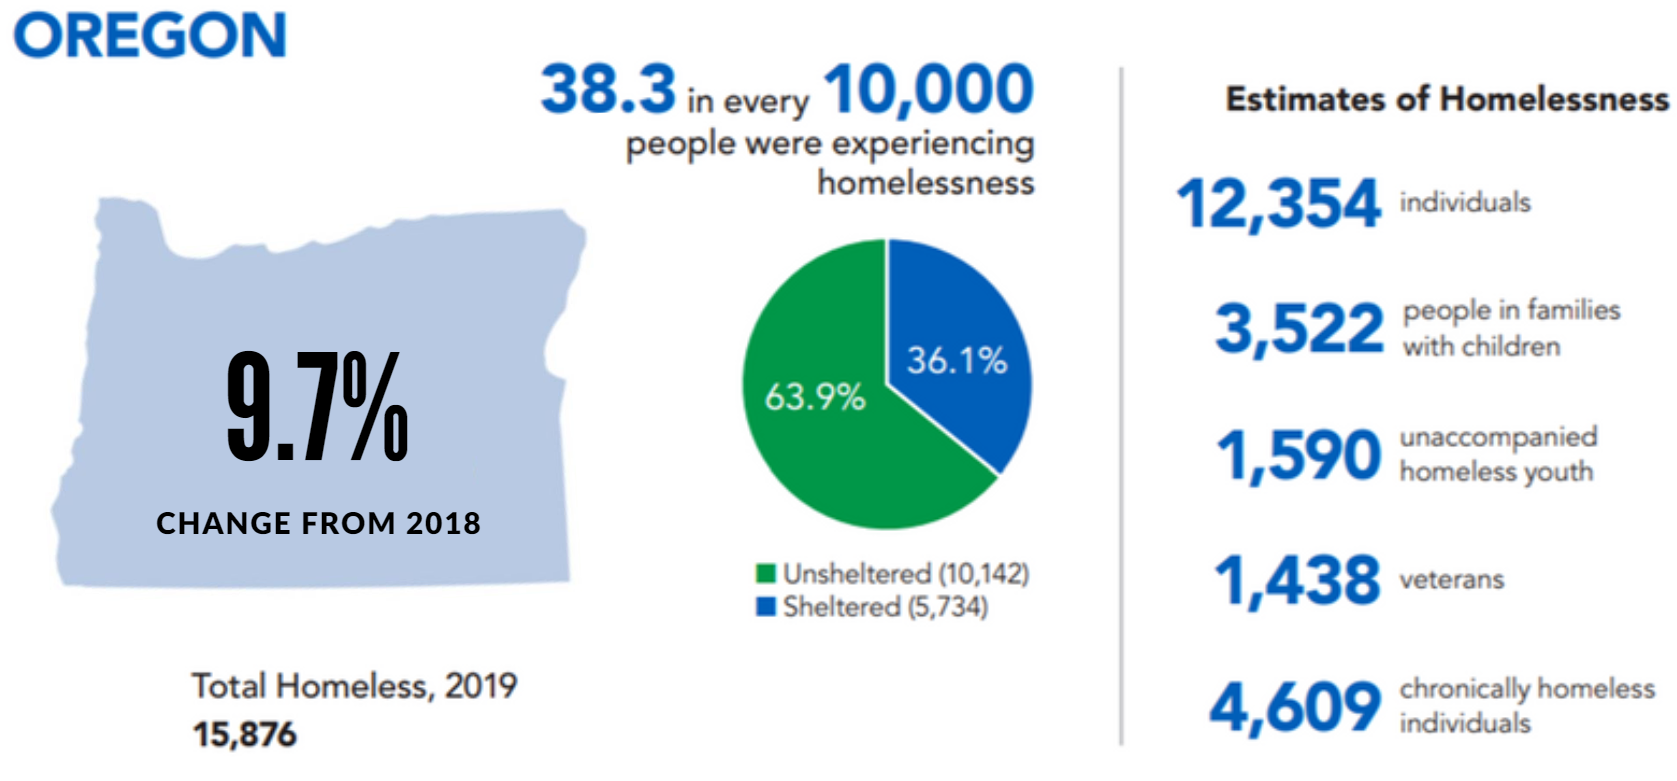 OREGON
38.3 in every 10,000
people were experiencing
homelessness
9.7%
CHANGE FROM 2018
Total Homeless, 2019
15,876
63.9%
36.1%
Unsheltered (10,142)
Sheltered (5,734)
Estimates of Homelessness
12,354 individuals
3,522 people in families
with children
1,590 unaccompanied
homeless youth
1,438 veterans
4,609 chronically homeless
individuals